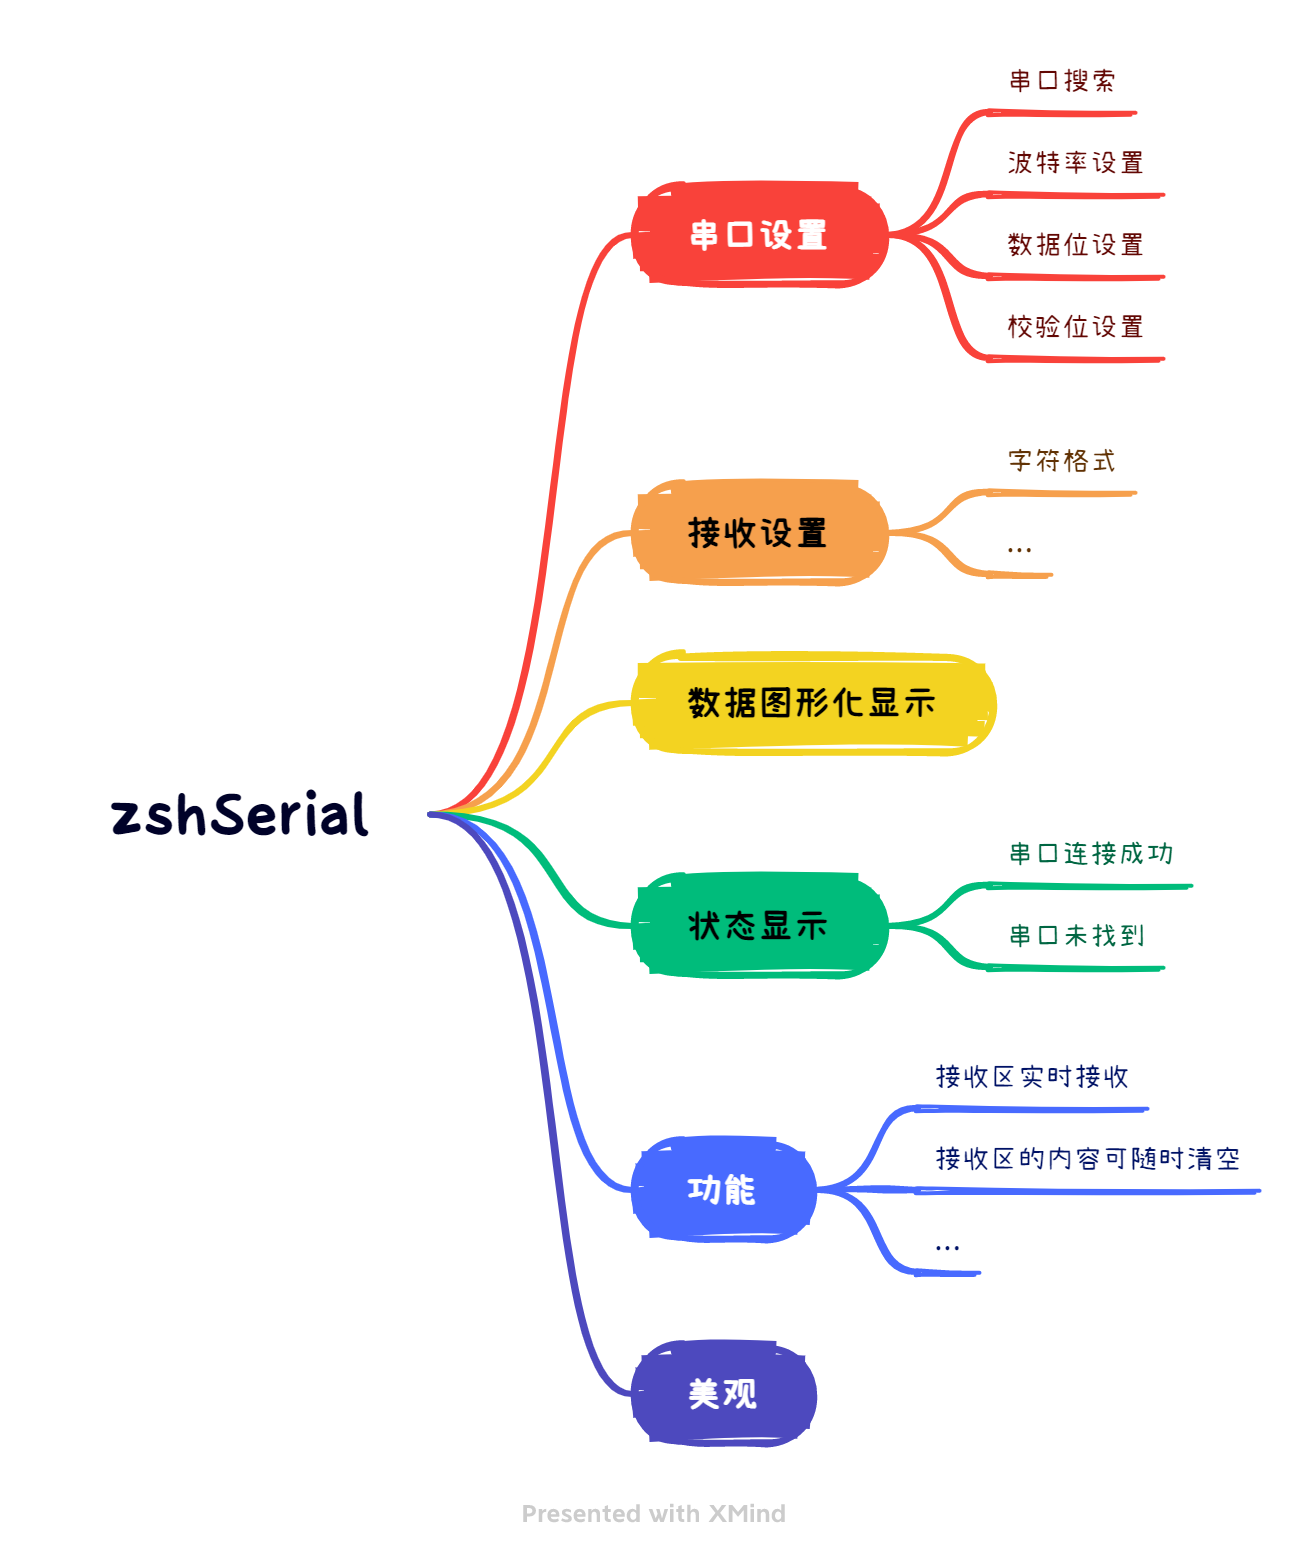 zshSerial
串口设置
串口搜索
波特率设置
数据位设置
校验位设置
接收设置
字符格式
...
数据图形化显示
状态显示
串口连接成功
串口未找到
功能
接收区实时接收
接收区的内容可随时清空
...
美观
Presented with XMind